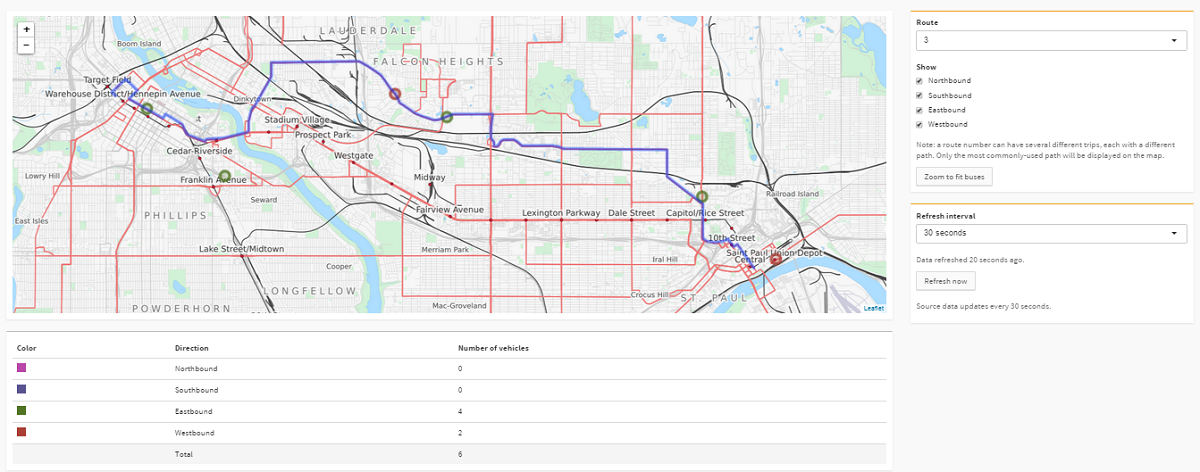 +
−
LAUDERDALE
Boom Island
FALCON HEIGHTS
Target Field
Warehouse District/Hennepin Avenue
Dinkytown
Stadium Village
Prospect Park
Cedar-Riverside
Westgate
Lowry Hill
Franklin Avenue
Midway
Railroad Island
Seward
East Isles
PHILLIPS
Fairview Avenue
Lexington Parkway
Dale Street
Capitol/Rice Street
10th Street
Lake Street/Midtown
Merriam Park
Saint Paul Union Depot
Central
Iral Hill
Cooper
LONGFELLOW
Crocus Hill
ST. PAUL
Mac-Groveland
POWDERHORN
Leaflet
Route
3
Show
Northbound
Southbound
Eastbound
Westbound
Note: a route number can have several different trips, each with a different
path. Only the most commonly-used path will be displayed on the map.
Zoom to fit buses
Refresh interval
30 seconds
Data refreshed 20 seconds ago.
Refresh now
Source data updates every 30 seconds.
Color Direction Number of vehicles
Northbound 0
Southbound 0
Eastbound 4
Westbound 2
Total 6